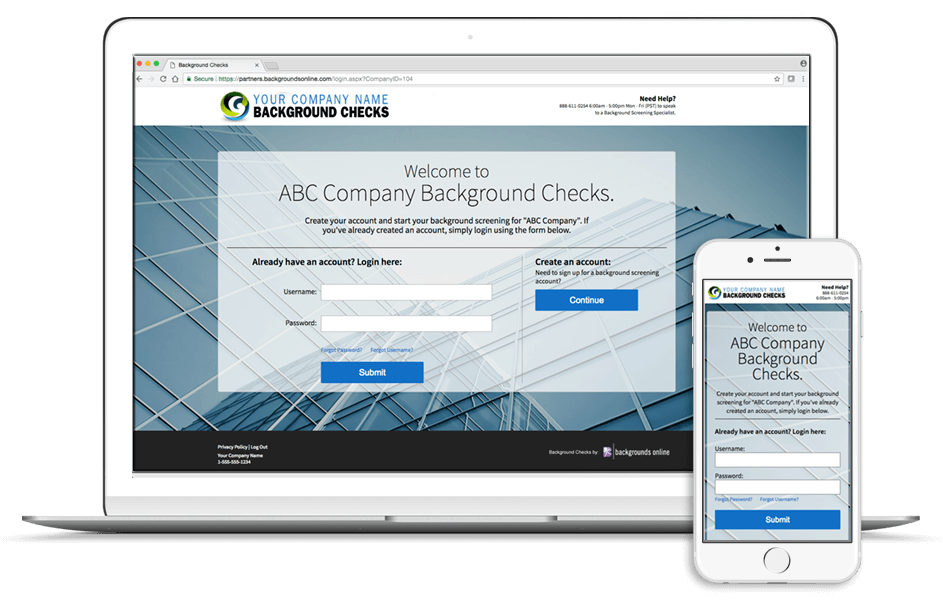 Background Checks
Secure | https://partners.backgroundsonline.com/login.aspx?CompanyID=104
YOUR COMPANY NAME
BACKGROUND CHECKS
Need Help?
888-611-0254 6:00am - 5:00pm Mon - Fri (PST) to speak
to a Background Screening Specialist.
Welcome to
ABC Company Background Checks.
Create your account and start your background screening for "ABC Company". If
you've already created an account, simply login using the form below.
Already have an account? Login here:
Username:
Password:
Forgot Password? Forgot Username?
Submit
Create an account:
Need to sign up for a background screening
account?
Continue
Privacy Policy | Log Out
Your Company Name
1-555-555-1234
Background Checks by: backgrounds online
YOUR COMPANY NAME
BACKGROUND CHECKS
Need Help?
888-611-0254
6:00am - 5:00pm
Welcome to
ABC Company
Background
Checks.
Create your account and start your background
screening for "ABC Company". If you've already
created an account, simply login below.
Already have an account? Login here:
Username:
Password:
Forgot Password? Forgot Username?
Submit